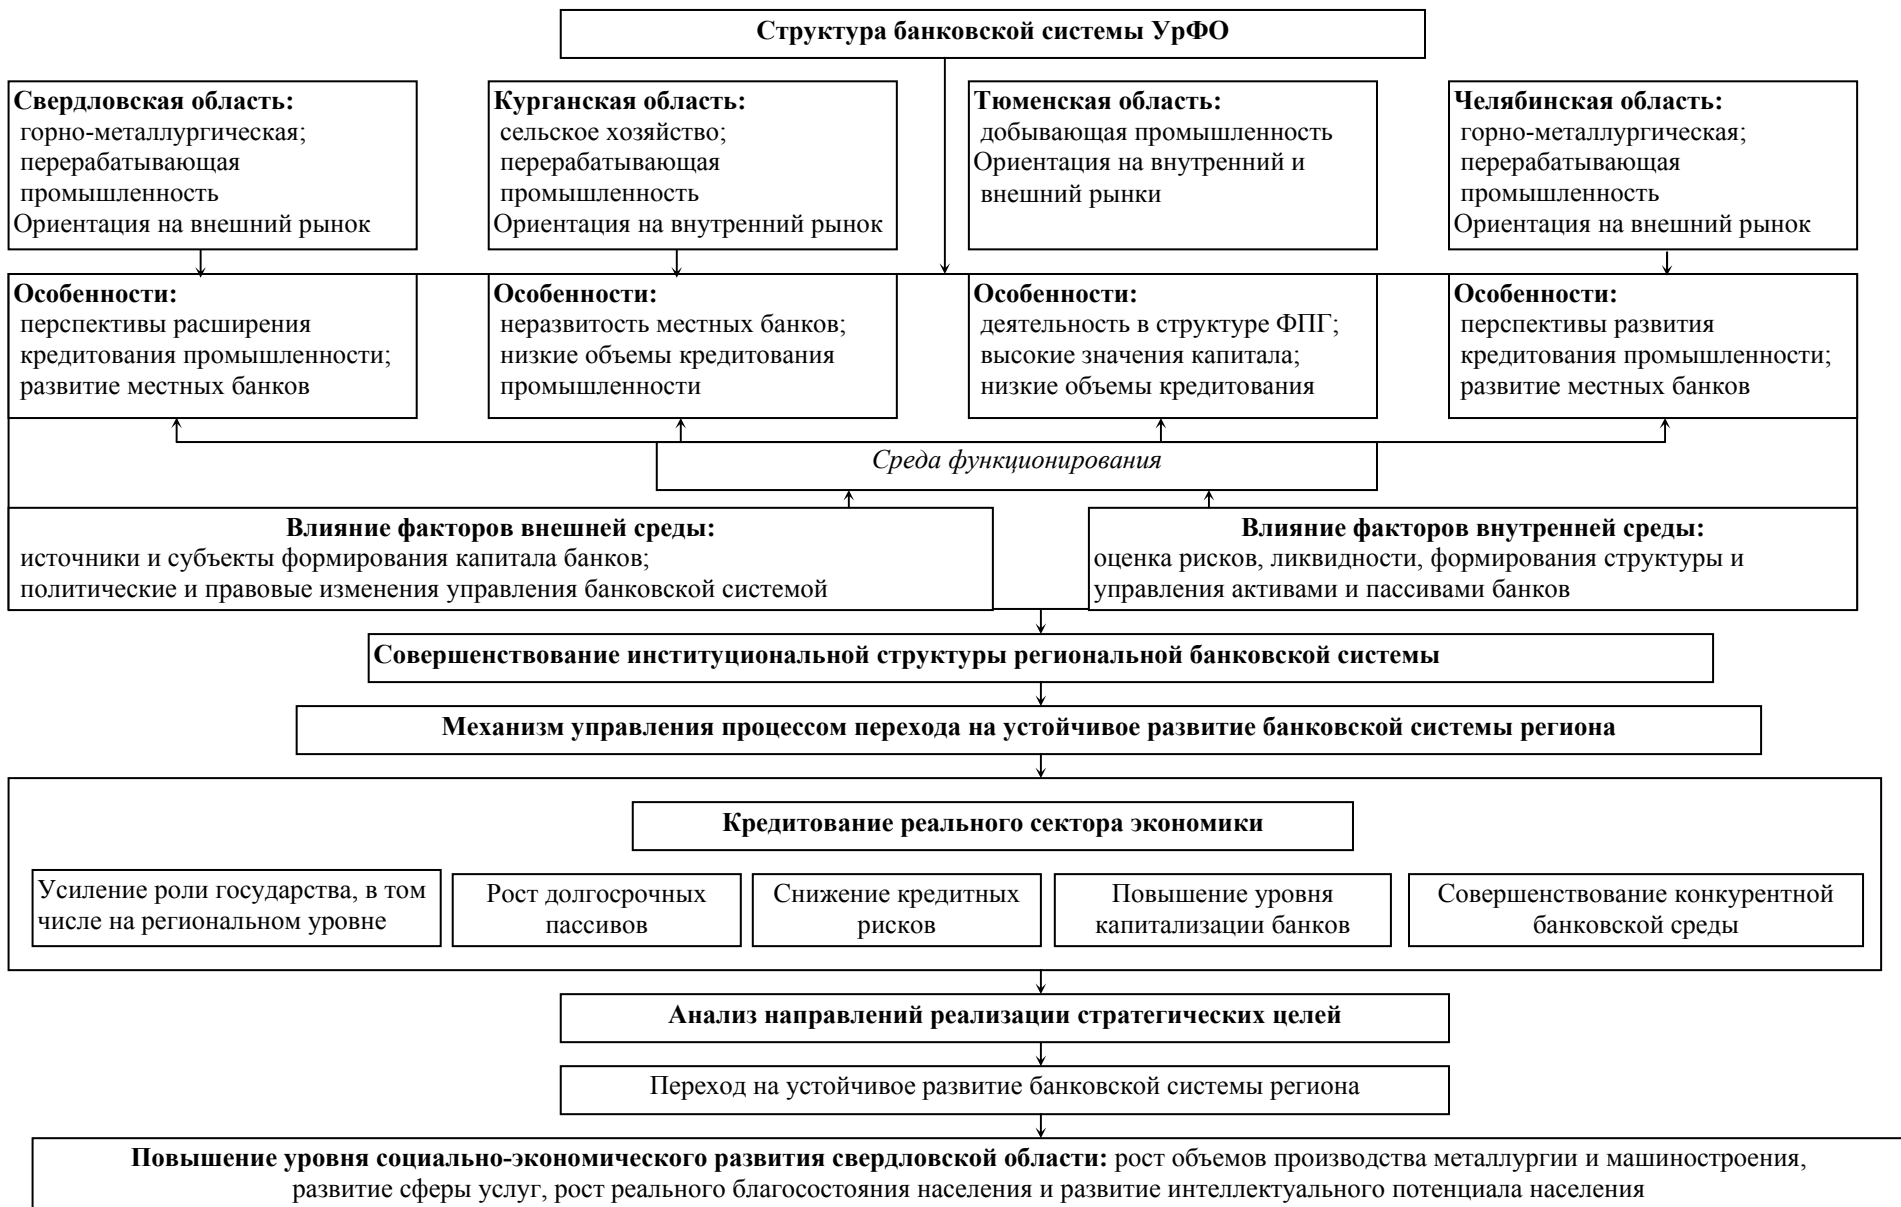 Структура банковской системы УрФО
Свердловская область:
горно-металлургическая;
перерабатывающая
промышленность
Ориентация на внешний рынок
Курганская область:
сельское хозяйство;
перерабатывающая
промышленность
Ориентация на внутренний рынок
Тюменская область:
добывающая промышленность
Ориентация на внутренний и
внешний рынки
Челябинская область:
горно-металлургическая;
перерабатывающая
промышленность
Ориентация на внешний рынок
Особенности:
перспективы расширения
кредитования промышленности;
развитие местных банков
Особенности:
неразвитость местных банков;
низкие объемы кредитования
промышленности
Особенности:
деятельность в структуре ФПГ;
высокие значения капитала;
низкие объемы кредитования
Особенности:
перспективы развития
кредитования промышленности;
развитие местных банков
Среда функционирования
Влияние факторов внешней среды:
источники и субъекты формирования капитала банков;
политические и правовые изменения управления банковской системой
Влияние факторов внутренней среды:
оценка рисков, ликвидности, формирования структуры и
управления активами и пассивами банков
Совершенствование институциональной структуры региональной банковской системы
Механизм управления процессом перехода на устойчивое развитие банковской системы региона
Кредитование реального сектора экономики
Усиление роли государства, в том
числе на региональном уровне
Рост долгосрочных
пассивов
Снижение кредитных
рисков
Повышение уровня
капитализации банков
Совершенствование конкурентной
банковской среды
Анализ направлений реализации стратегических целей
Переход на устойчивое развитие банковской системы региона
Повышение уровня социально-экономического развития свердловской области: рост объемов производства металлургии и машиностроения,
развитие сферы услуг, рост реального благосостояния населения и развитие интеллектуального потенциала населения